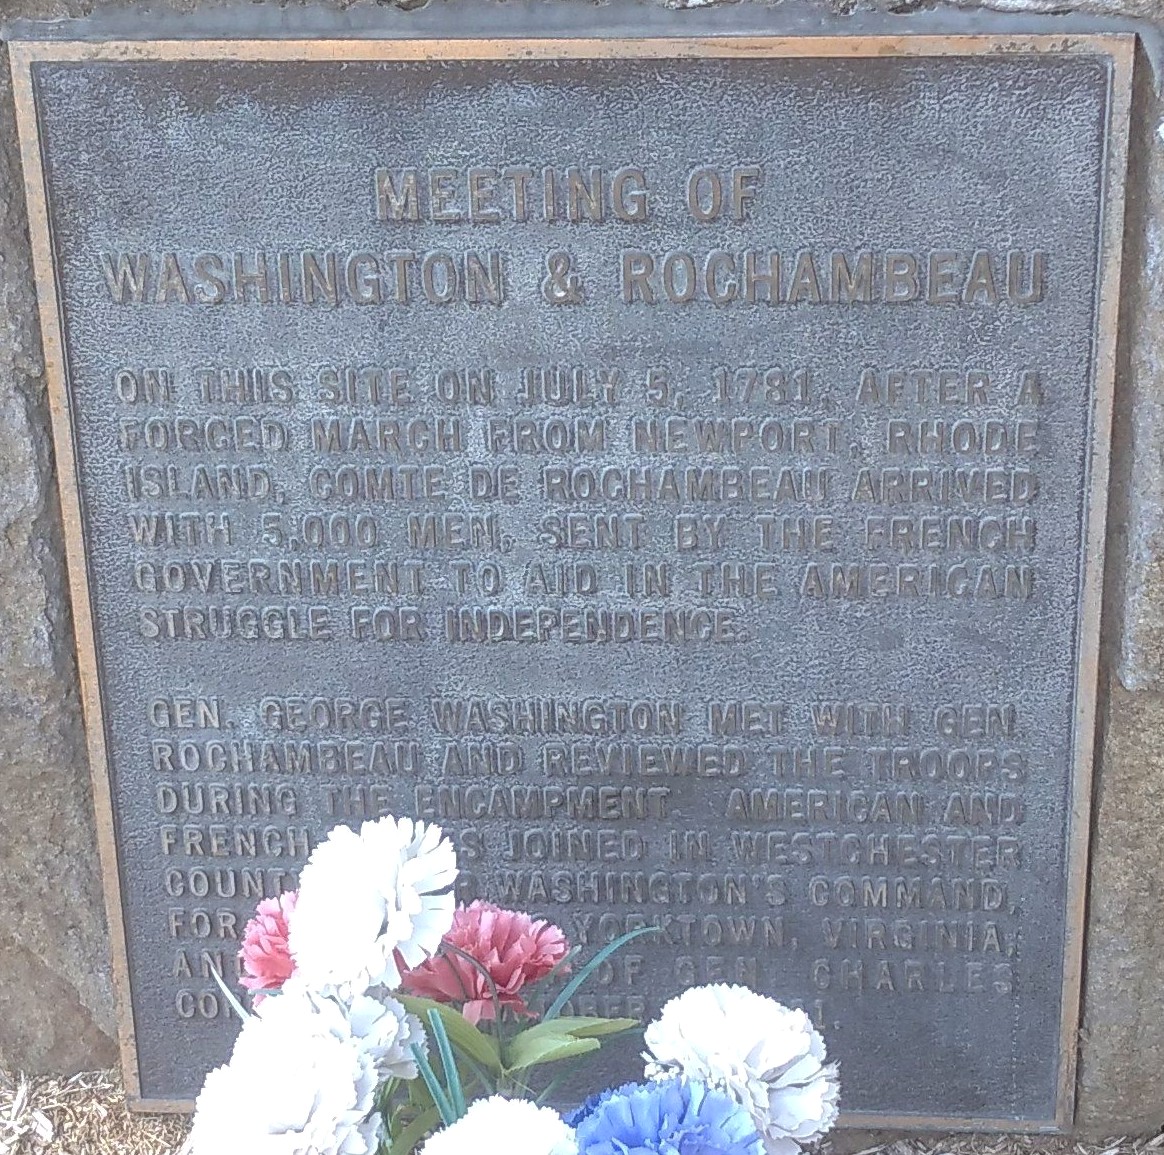 MEETING OF
WASHINGTON & ROCHAMBEAU
ON THIS SITE ON JULY 5, 1781, AFTER A
FORCED MARCH FROM NEWPORT, RHODE
ISLAND, COMTE DE ROCHAMBEAU ARRIVED
WITH 5,000 MEN, SENT BY THE FRENCH
GOVERNMENT TO AID IN THE AMERICAN
STRUGGLE FOR INDEPENDENCE.
GEN. GEORGE WASHINGTON MET WITH GEN.
ROCHAMBEAU AND REVIEWED THE TROOPS
DURING THE ENCAMPMENT. AMERICAN AND
FRENCH JOINED IN WESTCHESTER
WASHINGTON'S COMMAND,
YORKTOWN, VIRGINIA,
OF GEN. CHARLES